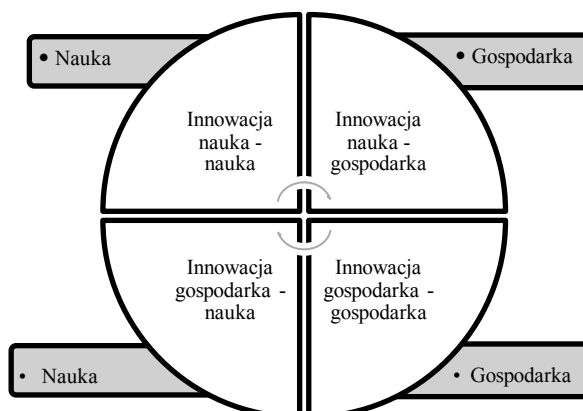 • Nauka
• Gospodarka
Innowacja
nauka -
nauka
Innowacja
nauka -
gospodarka
Innowacja
gospodarka -
nauka
Innowacja
gospodarka -
gospodarka
• Nauka
• Gospodarka